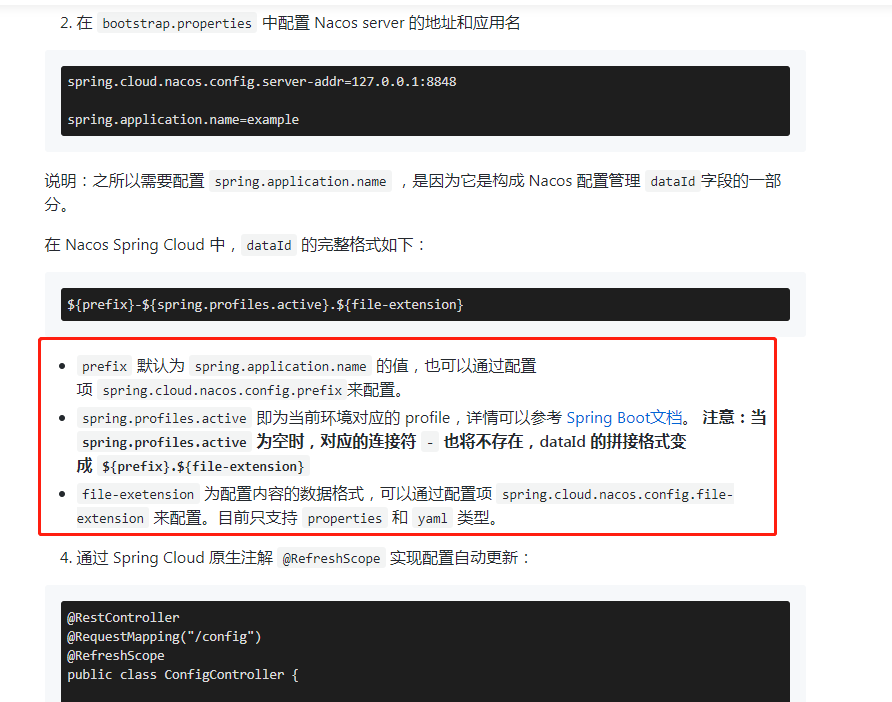 2. 在 bootstrap.properties 中配置 Nacos server 的地址和应用名
spring.cloud.nacos.config.server-addr=127.0.0.1:8848
spring.application.name=example
说明：之所以需要配置 spring.application.name ，是因为它是构成 Nacos 配置管理 dataId 字段的一部
分。
在 Nacos Spring Cloud 中，dataId 的完整格式如下：
${prefix}-${spring.profiles.active}.${file-extension}
• prefix 默认为 spring.application.name 的值，也可以通过配置
项 spring.cloud.nacos.config.prefix 来配置。
• spring.profiles.active 即为当前环境对应的 profile，详情可以参考 Spring Boot文档。 注意：当
spring.profiles.active 为空时，对应的连接符 - 也将不存在，dataId 的拼接格式变
成 ${prefix}.${file-extension}
• file-exetension 为配置内容的数据格式，可以通过配置项 spring.cloud.nacos.config.file-
extension 来配置。目前只支持 properties 和 yaml 类型。
4. 通过 Spring Cloud 原生注解 @RefreshScope 实现配置自动更新：
@RestController
@RequestMapping("/config")
@RefreshScope
public class ConfigController {